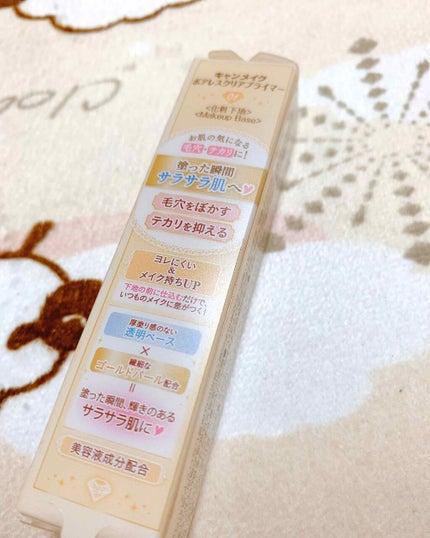 キャンメイク
ポアレスクリアプライマー
01
<化粧下地>
<Makeup Base>
お肌の気になる
毛穴・テカリに!
塗った瞬間
サラサラ肌へ
毛穴をぼかす
テカリを抑える
ヨレにくい
&
メイク持ちUP
下地の前に仕込むだけで、
いつものメイクに差がつく!
厚塗り感のない
透明ベース
×
繊細な
ゴールドパール配合
=
塗った瞬間、輝きのある
サラサラ肌に
美容液成分配合